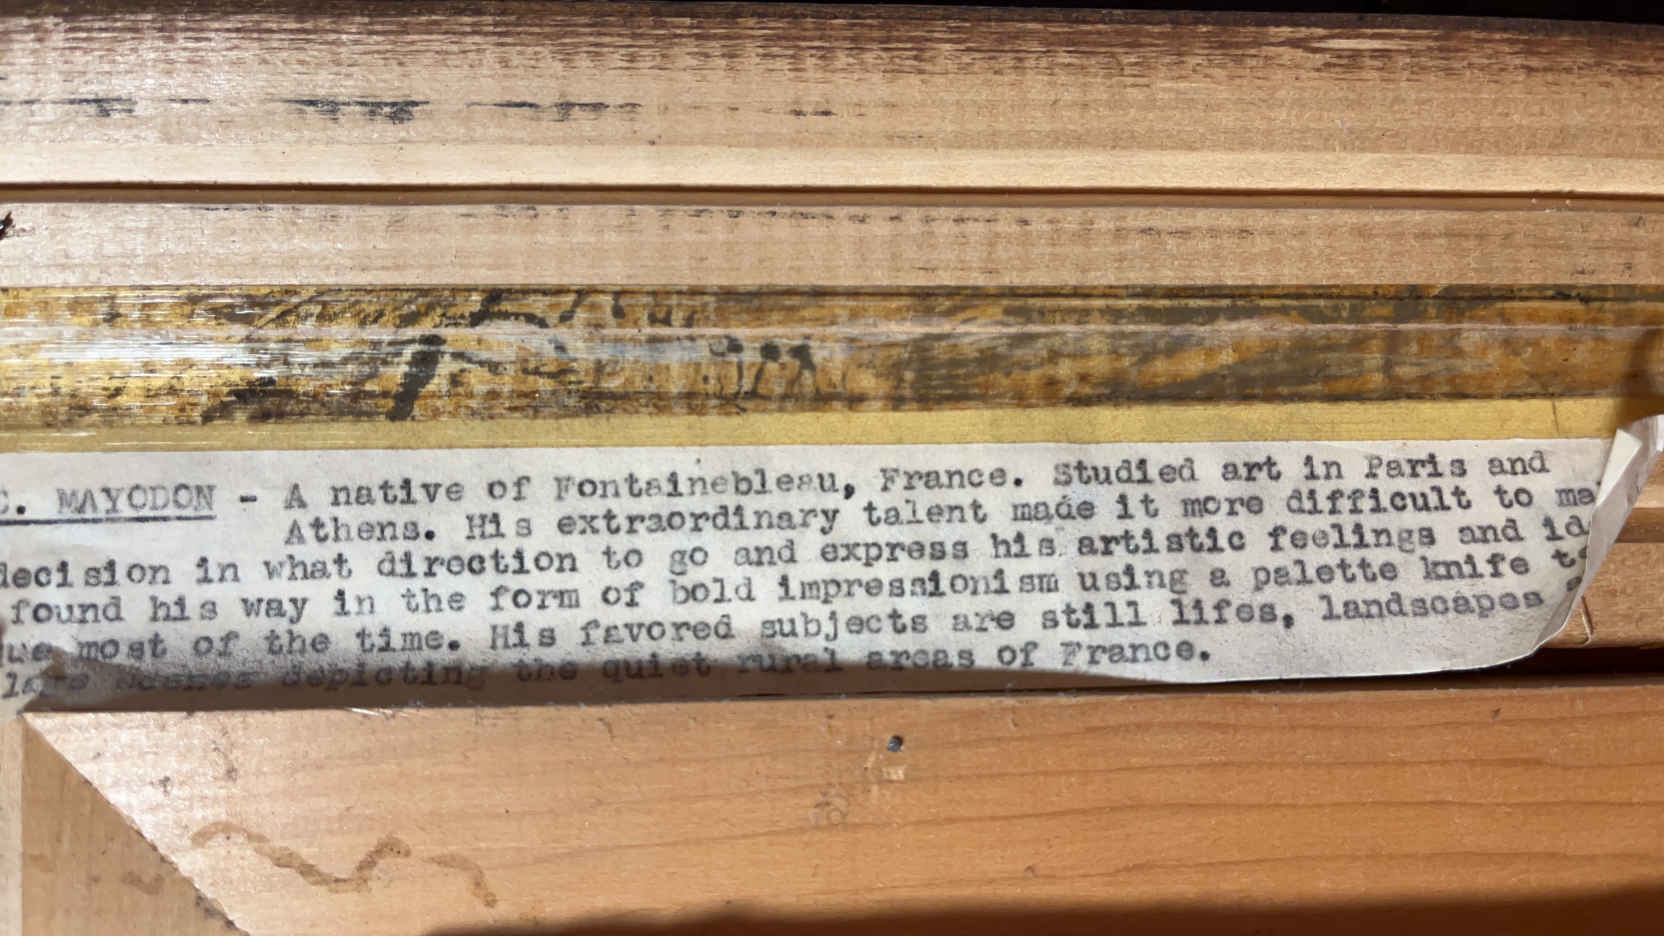 C. MAYODON - A native of Fontainebleau, France. Studied art in Paris and
Athens. His extraordinary talent made it more difficult to ma
decision in what direction to go and express his artistic feelings and id
found his way in the form of bold impressionism using a palette knife t
most of the time. His favored subjects are still lifes, landscapes
scenes depicting the quiet rural areas of France.